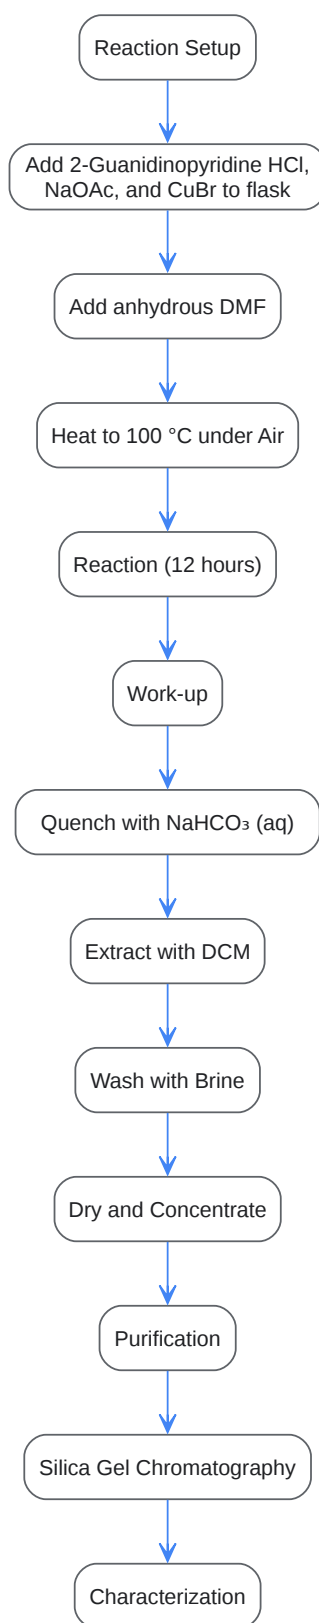 Reaction Setup
Add 2-Guanidinopyridine HCl,
NaOAc, and CuBr to flask
Add anhydrous DMF
Heat to 100 °C under Air
Reaction (12 hours)
Work-up
Quench with NaHCO₃ (aq)
Extract with DCM
Wash with Brine
Dry and Concentrate
Purification
Silica Gel Chromatography
Characterization